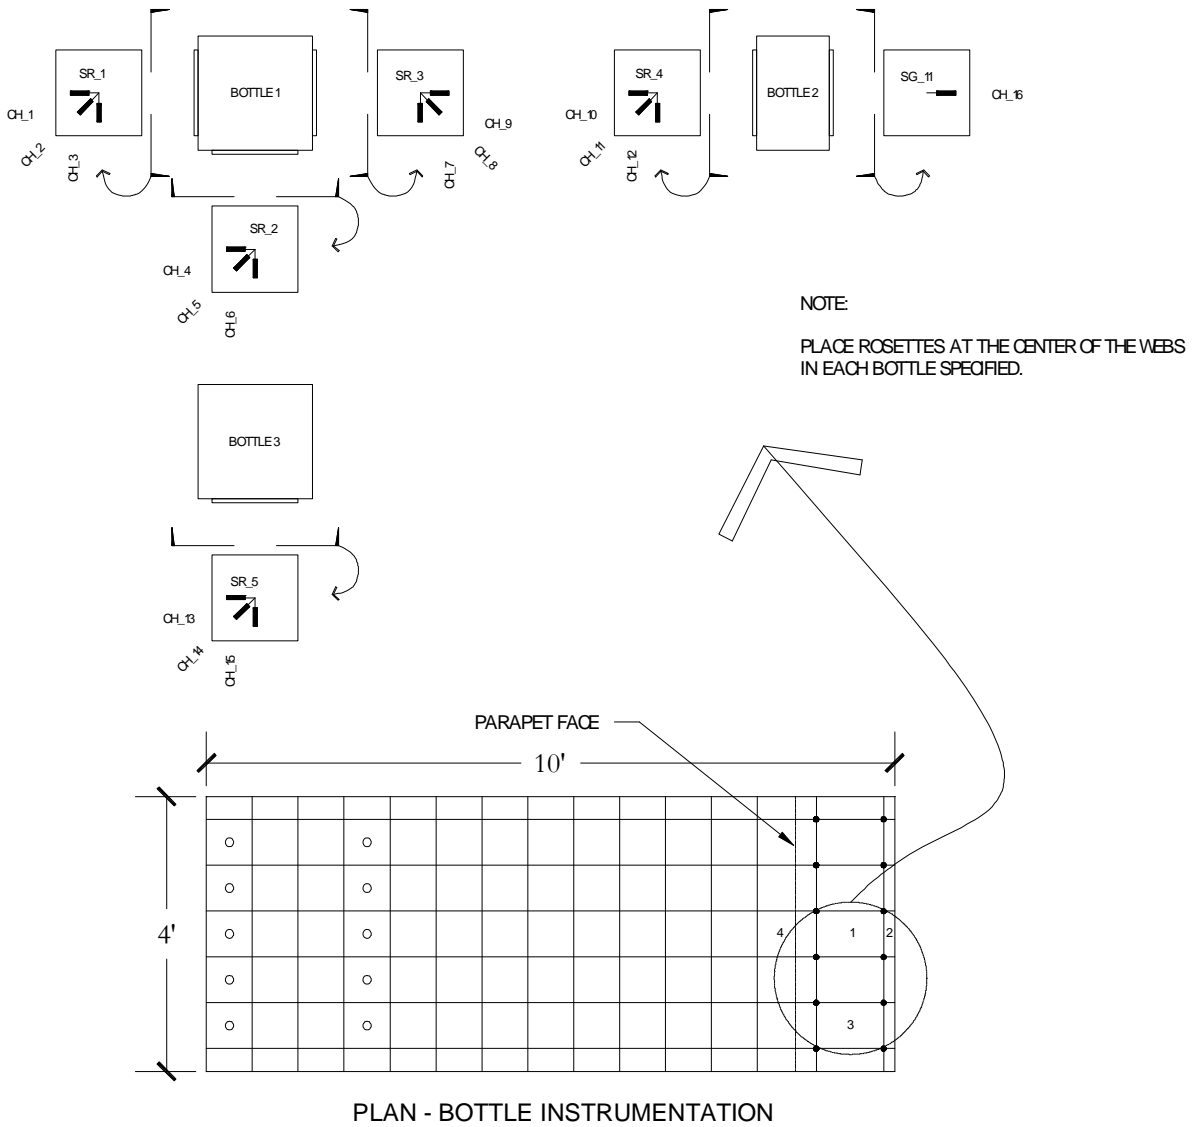 SR_1
BOTTLE 1
SR_3
SR_4
BOTTLE 2
SG_11
CH_1
CH_2
CH_3
CH_9
CH_8
CH_7
CH_10
CH_11
CH_12
CH_16
SR_2
CH_4
CH_5
CH_6
NOTE:
PLACE ROSETTES AT THE CENTER OF THE WEBS
IN EACH BOTTLE SPECIFIED.
BOTTLE 3
SR_5
CH_13
CH_14
CH_15
PARAPET FACE
10'
4'
4
1
2
3
PLAN - BOTTLE INSTRUMENTATION